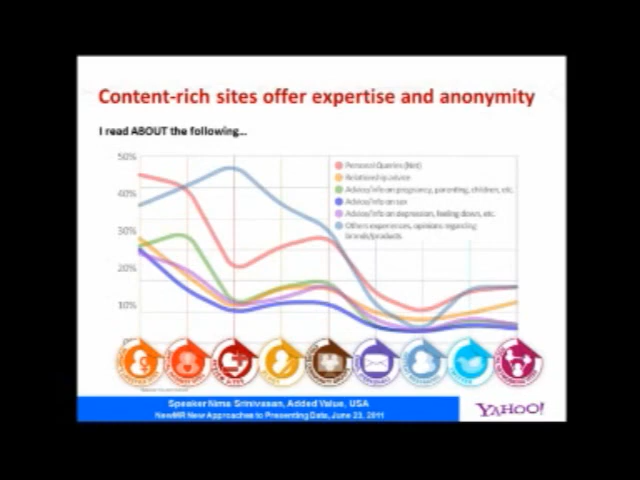 Content-rich sites offer expertise and anonymity
I read ABOUT the following...
50%
40%
30%
20%
10%
Personal Queries (Net)
Relationship advice
Advice/info on pregnancy, parenting, children, etc.
Advice/info on sex
Advice/info on depression, feeling down, etc.
Others experiences, opinions regarding
brands/products
Speaker Nima Srinivasan, Added Value, USA
NewMR New Approaches to Presenting Data, June 23, 2011
YAHOO!